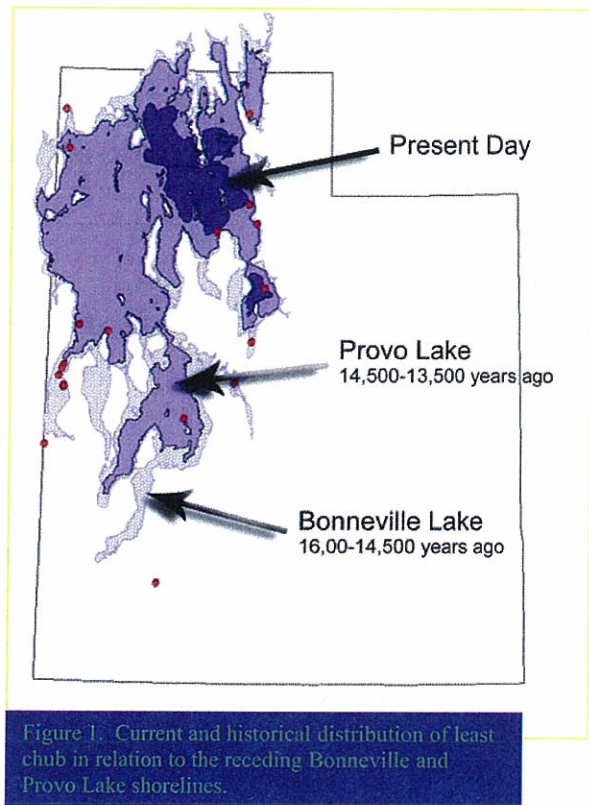 Present Day
Provo Lake
14,500-13,500 years ago
Bonneville Lake
16,00-14,500 years ago
Figure 1.  Current and historical distribution of least
chub in relation to the receding Bonneville and
Provo Lake shorelines.